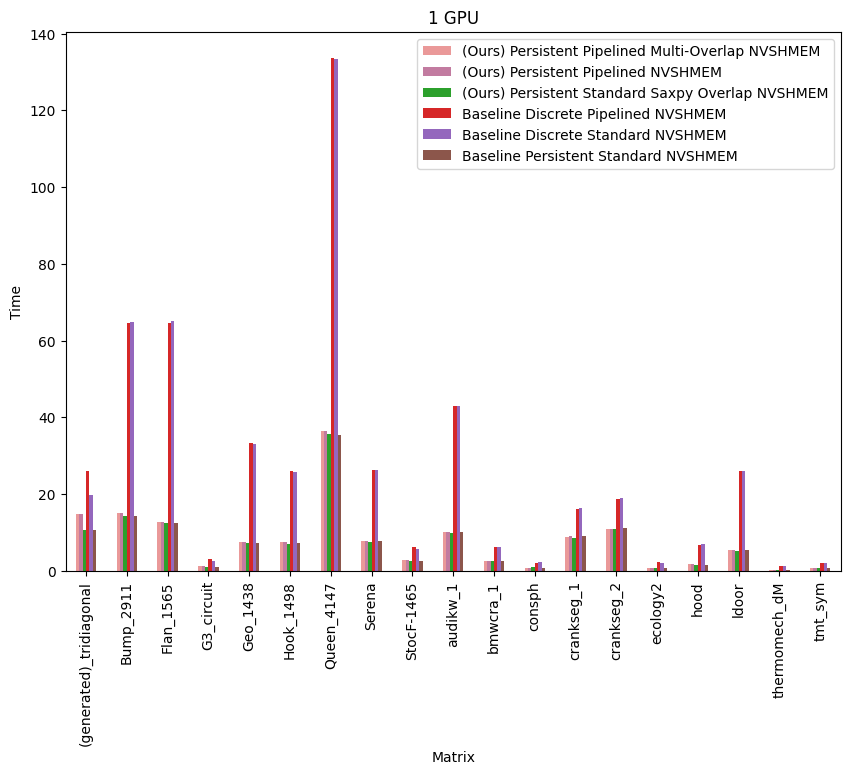 1 GPU
(Ours) Persistent Pipelined Multi-Overlap NVSHMEM
(Ours) Persistent Pipelined NVSHMEM
(Ours) Persistent Standard Saxpy Overlap NVSHMEM
Baseline Discrete Pipelined NVSHMEM
Baseline Discrete Standard NVSHMEM
Baseline Persistent Standard NVSHMEM
140
120
100
80
60
40
20
0
Time
(generated)_tridiagonal
Bump_2911
Flan_1565
G3_circuit
Geo_1438
Hook_1498
Queen_4147
Serena
StocF-1465
audikw_1
bmwcra_1
consph
crankseg_1
crankseg_2
ecology2
hood
ldoor
thermomech_dM
tmt_sym
Matrix